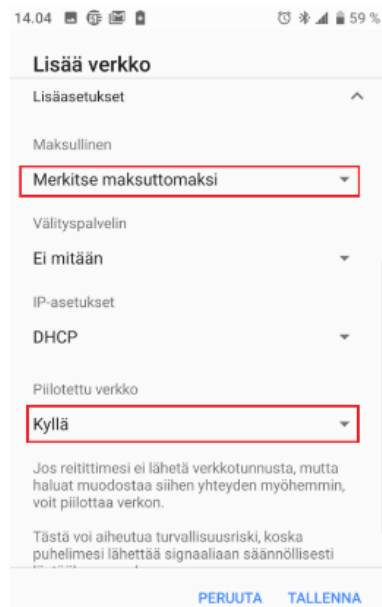 14.04
59 %
Lisää verkko
Lisäasetukset
Maksullinen
Merkitse maksuttomaksi
Välityspalvelin
Ei mitään
IP-asetukset
DHCP
Piilotettu verkko
Kyllä
Jos reitittimesi ei lähetä verkkotunnusta, mutta
haluat muodostaa siihen yhteyden myöhemmin,
voit piilottaa verkon.
Tästä voi aiheutua turvallisuusriski, koska
puhelimesi lähettää signaaliaan säännöllisesti
PERUUTA TALLENNA